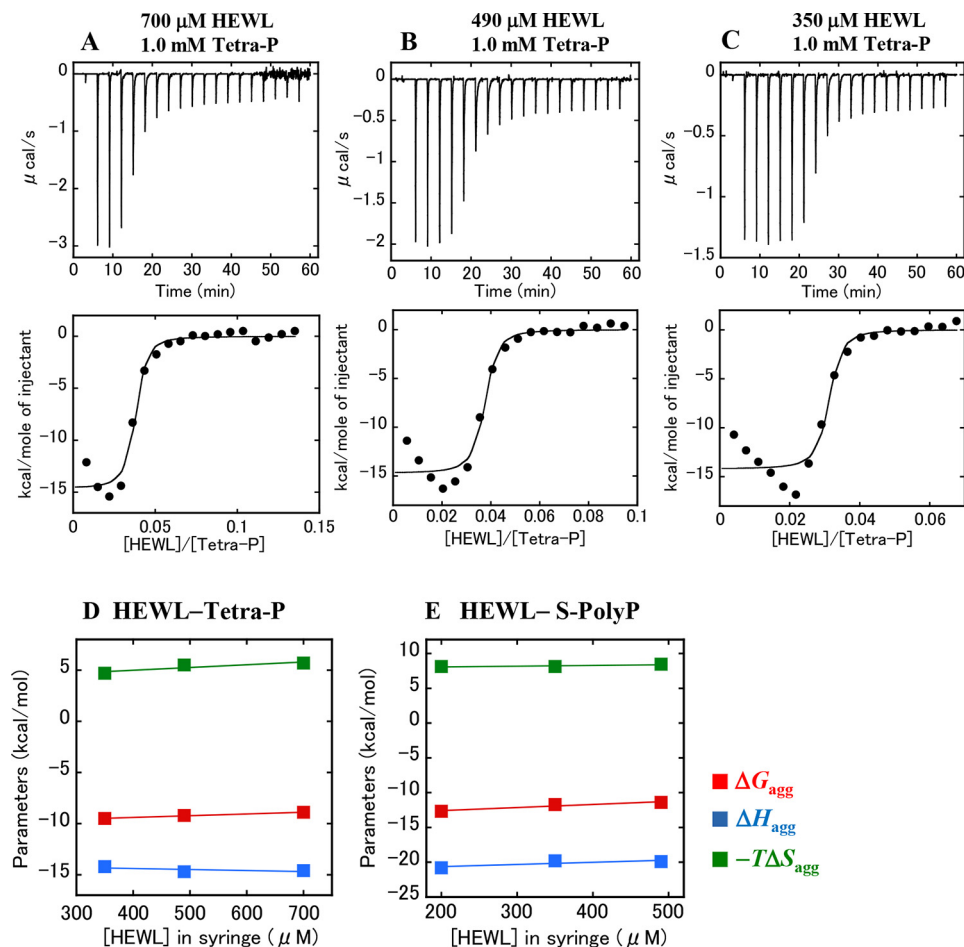 700 μM HEWL
1.0 mM Tetra-P
A
0
−1
−2
−3
μcal/s
0 10 20 30 40 50 60
Time (min)
490 μM HEWL
1.0 mM Tetra-P
B
0
−0.5
−1
−1.5
−2
μcal/s
0 10 20 30 40 50 60
Time (min)
350 μM HEWL
1.0 mM Tetra-P
C
0
−0.5
−1
−1.5
μcal/s
0 10 20 30 40 50 60
Time (min)
0
−5
−10
−15
kcal/mole of injectant
0 0.05 0.1 0.15
[HEWL]/[Tetra-P]
0
−5
−10
−15
kcal/mole of injectant
0 0.02 0.04 0.06 0.08 0.1
[HEWL]/[Tetra-P]
0
−5
−10
−15
kcal/mole of injectant
0 0.02 0.04 0.06
[HEWL]/[Tetra-P]
D HEWL–Tetra-P
10
5
0
−5
−10
−15
Parameters (kcal/mol)
300 400 500 600 700
[HEWL] in syringe (μM)
E HEWL– S-PolyP
10
5
0
−5
−10
−15
−20
−25
Parameters (kcal/mol)
200 300 400 500
[HEWL] in syringe (μM)
ΔGagg
ΔHagg
−TΔSagg